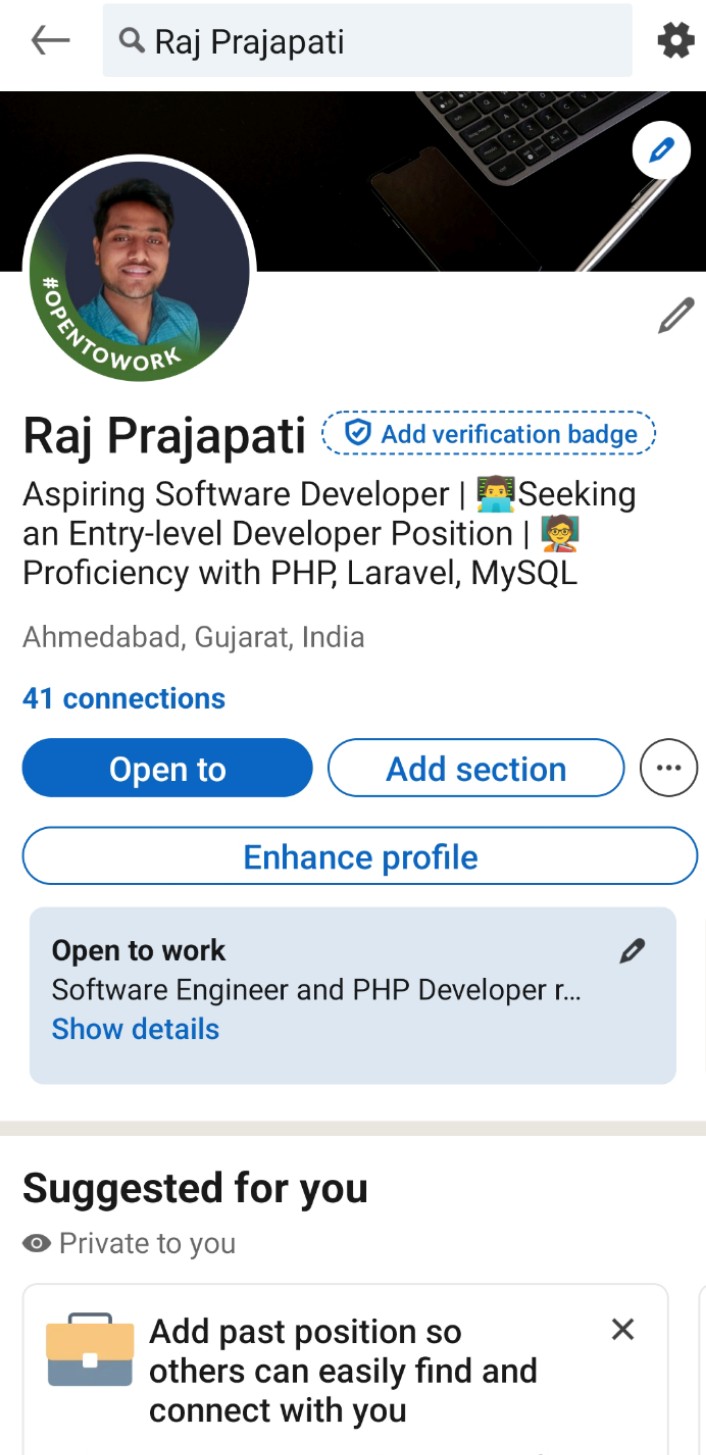 Raj Prajapati
#OPENTOWORK
Raj Prajapati Add verification badge
Aspiring Software Developer | 👨‍💻Seeking
an Entry-level Developer Position | 🧑‍🏫
Proficiency with PHP, Laravel, MySQL
Ahmedabad, Gujarat, India
41 connections
Open to Add section
Enhance profile
Open to work
Software Engineer and PHP Developer r...
Show details
Suggested for you
Private to you
Add past position so
others can easily find and
connect with you